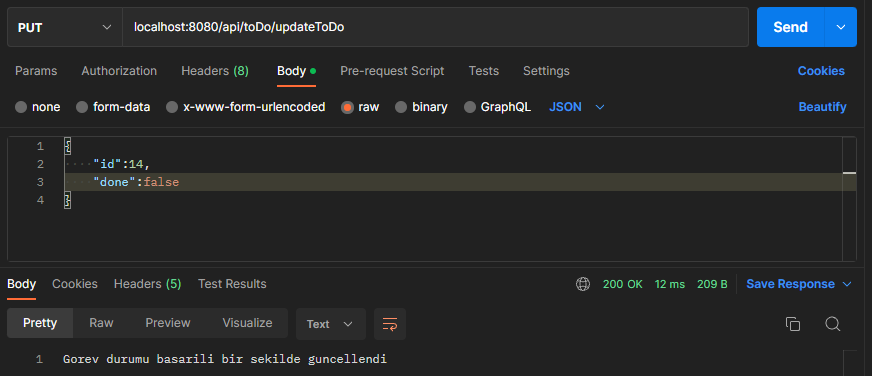 PUT localhost:8080/api/toDo/updateToDo Send
Params Authorization Headers (8) Body Pre-request Script Tests Settings Cookies
none form-data x-www-form-urlencoded raw binary GraphQL JSON Beautify
1 {
2 "id":14,
3 "done":false
4 }
Body Cookies Headers (5) Test Results 200 OK 12 ms 209 B Save Response
Pretty Raw Preview Visualize Text
1 Gorev durumu basarili bir sekilde guncellendi